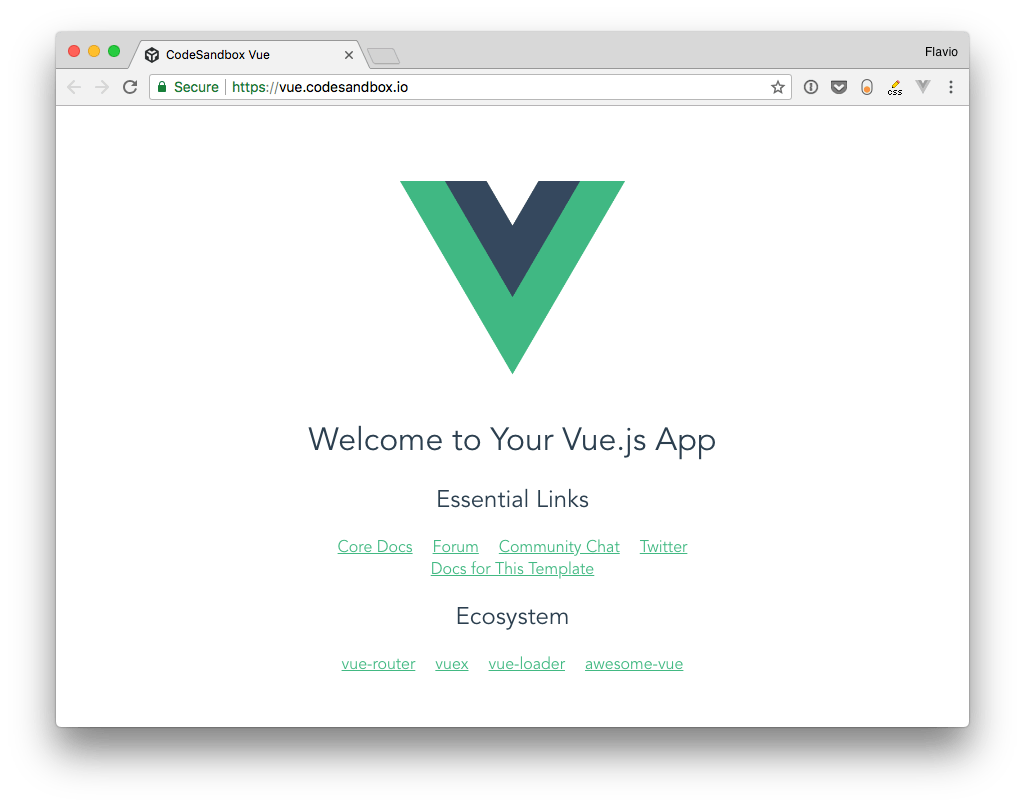 CodeSandbox Vue
Flavio
Secure https://vue.codesandbox.io
css
Welcome to Your Vue.js App
Essential Links
Core Docs Forum Community Chat Twitter
Docs for This Template
Ecosystem
vue-router vuex vue-loader awesome-vue